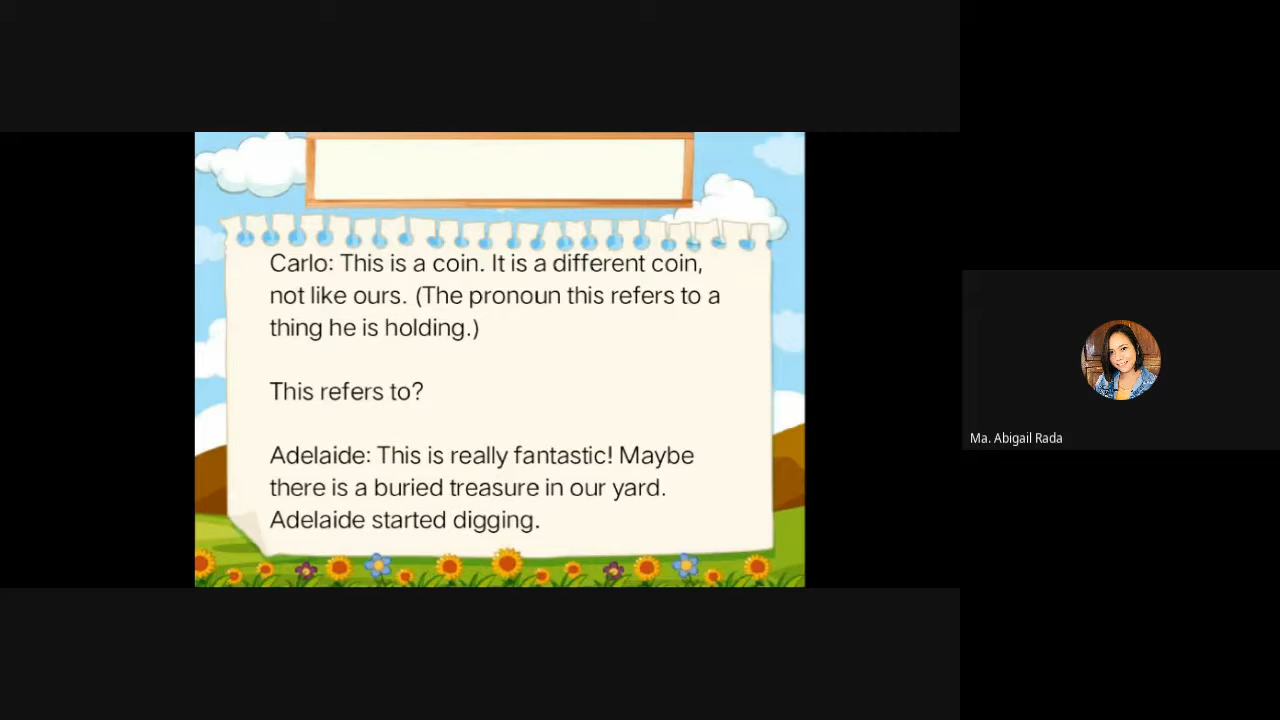 Carlo: This is a coin. It is a different coin,
not like ours. (The pronoun this refers to a
thing he is holding.)
This refers to?
Adelaide: This is really fantastic! Maybe
there is a buried treasure in our yard.
Adelaide started digging.
Ma. Abigail Rada